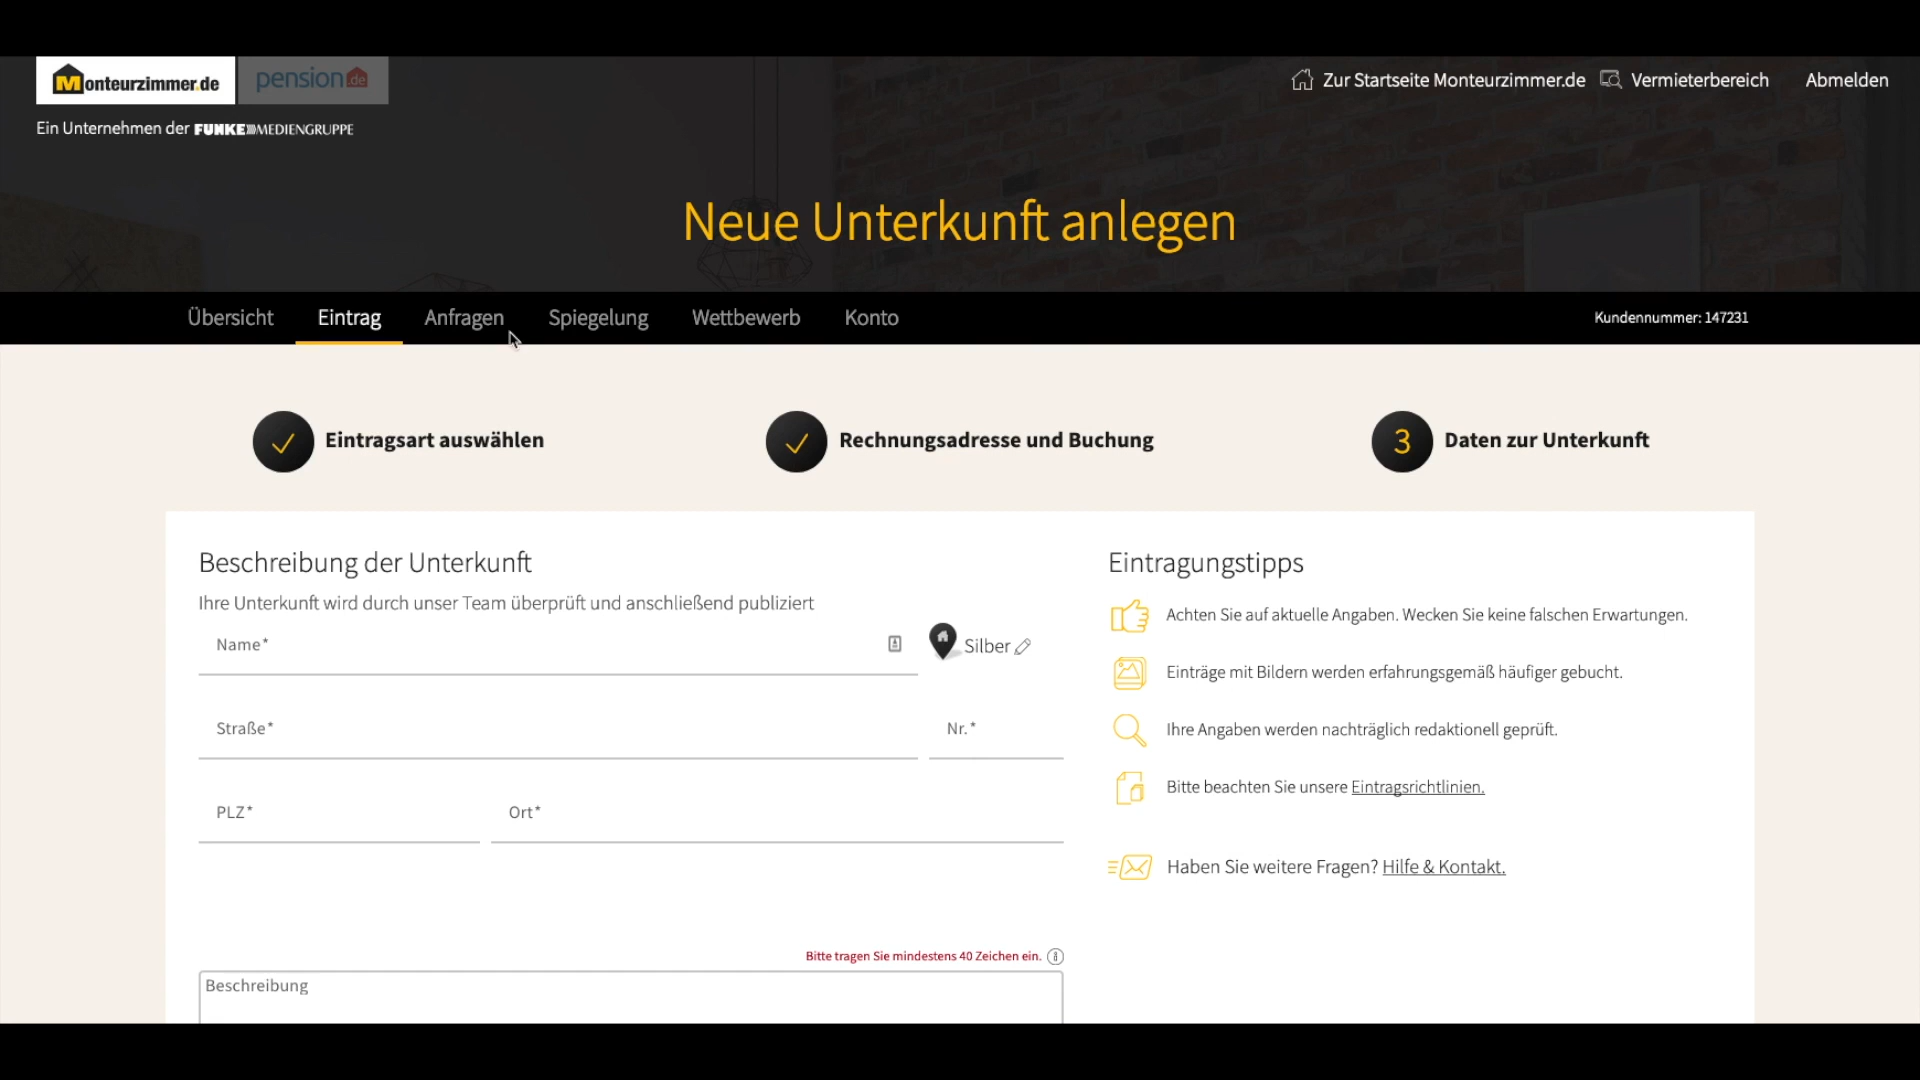 Monteurzimmer.de pension.de
Zur Startseite Monteurzimmer.de Vermieterbereich Abmelden
Ein Unternehmen der FUNKE MEDIENGRUPPE
Neue Unterkunft anlegen
Übersicht Eintrag Anfragen Spiegelung Wettbewerb Konto Kundennummer: 147231
Eintragsart auswählen Rechnungsadresse und Buchung 3 Daten zur Unterkunft
Beschreibung der Unterkunft
Ihre Unterkunft wird durch unser Team überprüft und anschließend publiziert
Name*
Silber
Straße* Nr.*
PLZ* Ort*
Bitte tragen Sie mindestens 40 Zeichen ein.
Beschreibung
Eintragungstipps
Achten Sie auf aktuelle Angaben. Wecken Sie keine falschen Erwartungen.
Einträge mit Bildern werden erfahrungsgemäß häufiger gebucht.
Ihre Angaben werden nachträglich redaktionell geprüft.
Bitte beachten Sie unsere Eintragsrichtlinien.
Haben Sie weitere Fragen? Hilfe & Kontakt.